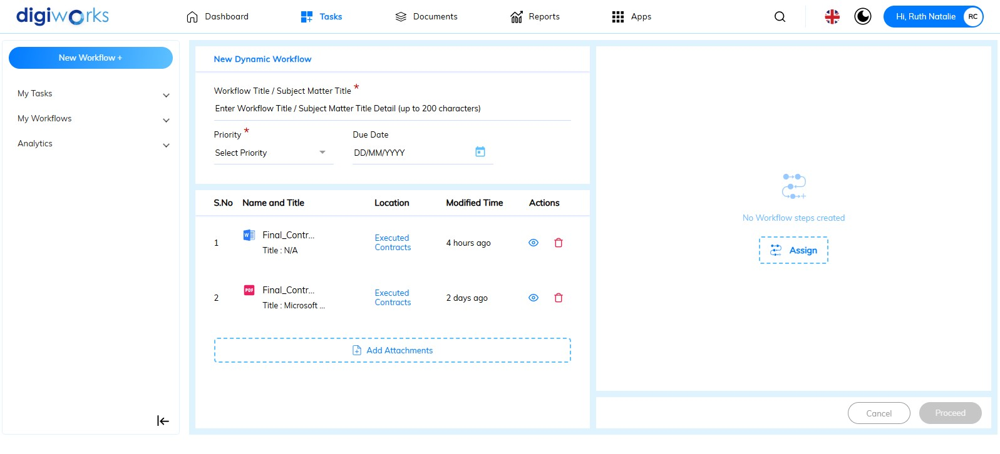 digiworks
Dashboard
Tasks
Documents
Reports
Apps
Hi, Ruth Natalie
RC
New Workflow +
My Tasks
My Workflows
Analytics
New Dynamic Workflow
Workflow Title / Subject Matter Title *
Enter Workflow Title / Subject Matter Title Detail (up to 200 characters)
Priority * Due Date
Select Priority DD/MM/YYYY
S.No Name and Title Location Modified Time Actions
1 Final_Contr... Executed Contracts 4 hours ago
Title : N/A
2 PDF Final_Contr... Executed Contracts 2 days ago
Title : Microsoft ...
Add Attachments
No Workflow steps created
Assign
Cancel
Proceed